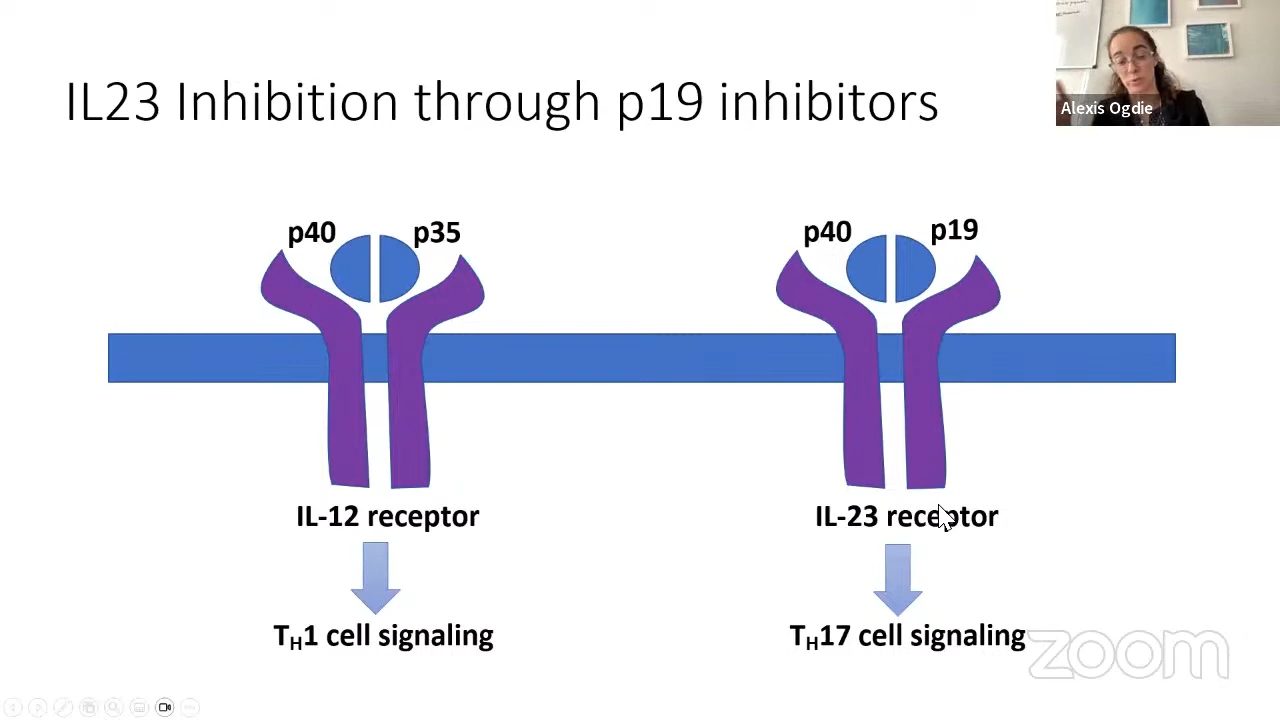 IL23 Inhibition through p19 inhibitors
Alexis Ogdie
p40
p35
p40
p19
IL-12 receptor
IL-23 receptor
TH1 cell signaling
TH17 cell signaling
zoom